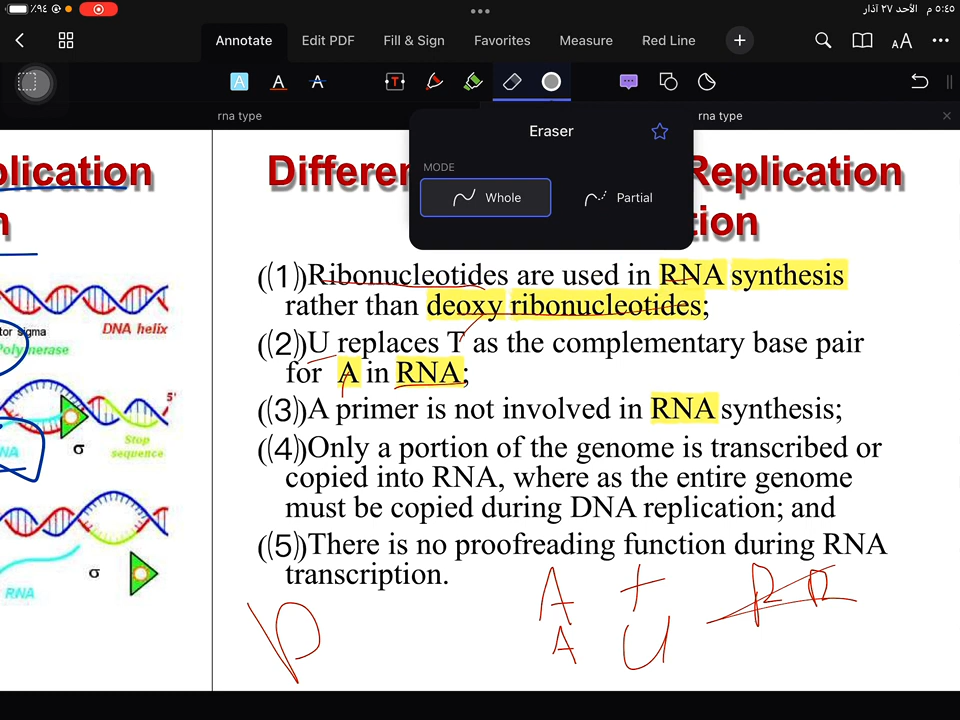 ٪٩٤ ٥:٤٥ م الأحد ٢٧ آذار
Annotate Edit PDF Fill & Sign Favorites Measure Red Line
rna type rna type
Eraser
MODE
Whole Partial
plication
n
DNA helix
tor sigma
Polymerase
5'
NA
σ
Stop
sequence
σ
RNA
Replication
tion
((1))Ribonucleotides are used in RNA synthesis
rather than deoxy ribonucleotides;
((2))U replaces T as the complementary base pair
for A in RNA;
((3))A primer is not involved in RNA synthesis;
((4))Only a portion of the genome is transcribed or
copied into RNA, where as the entire genome
must be copied during DNA replication; and
((5))There is no proofreading function during RNA
transcription.
A T
A U